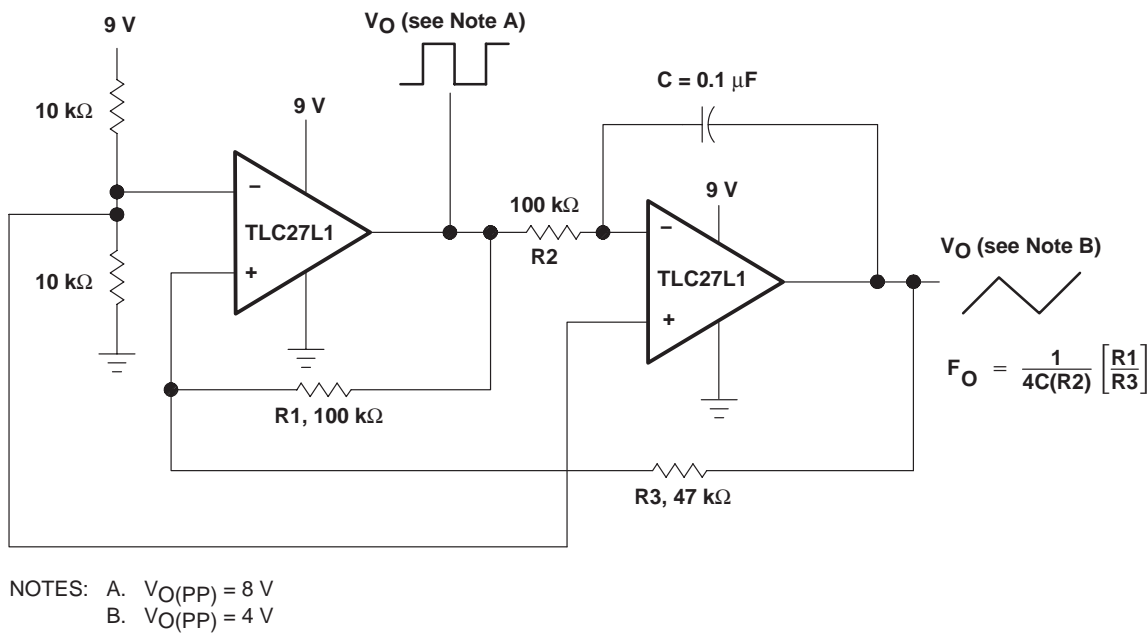 9 V
VO (see Note A)
10 kΩ
9 V
C = 0.1 μF
−
TLC27L1
+
10 kΩ
100 kΩ
R2
9 V
−
TLC27L1
+
VO (see Note B)
FO = 1/4C(R2) [R1/R3]
R1, 100 kΩ
R3, 47 kΩ
NOTES: A. VO(PP) = 8 V
B. VO(PP) = 4 V